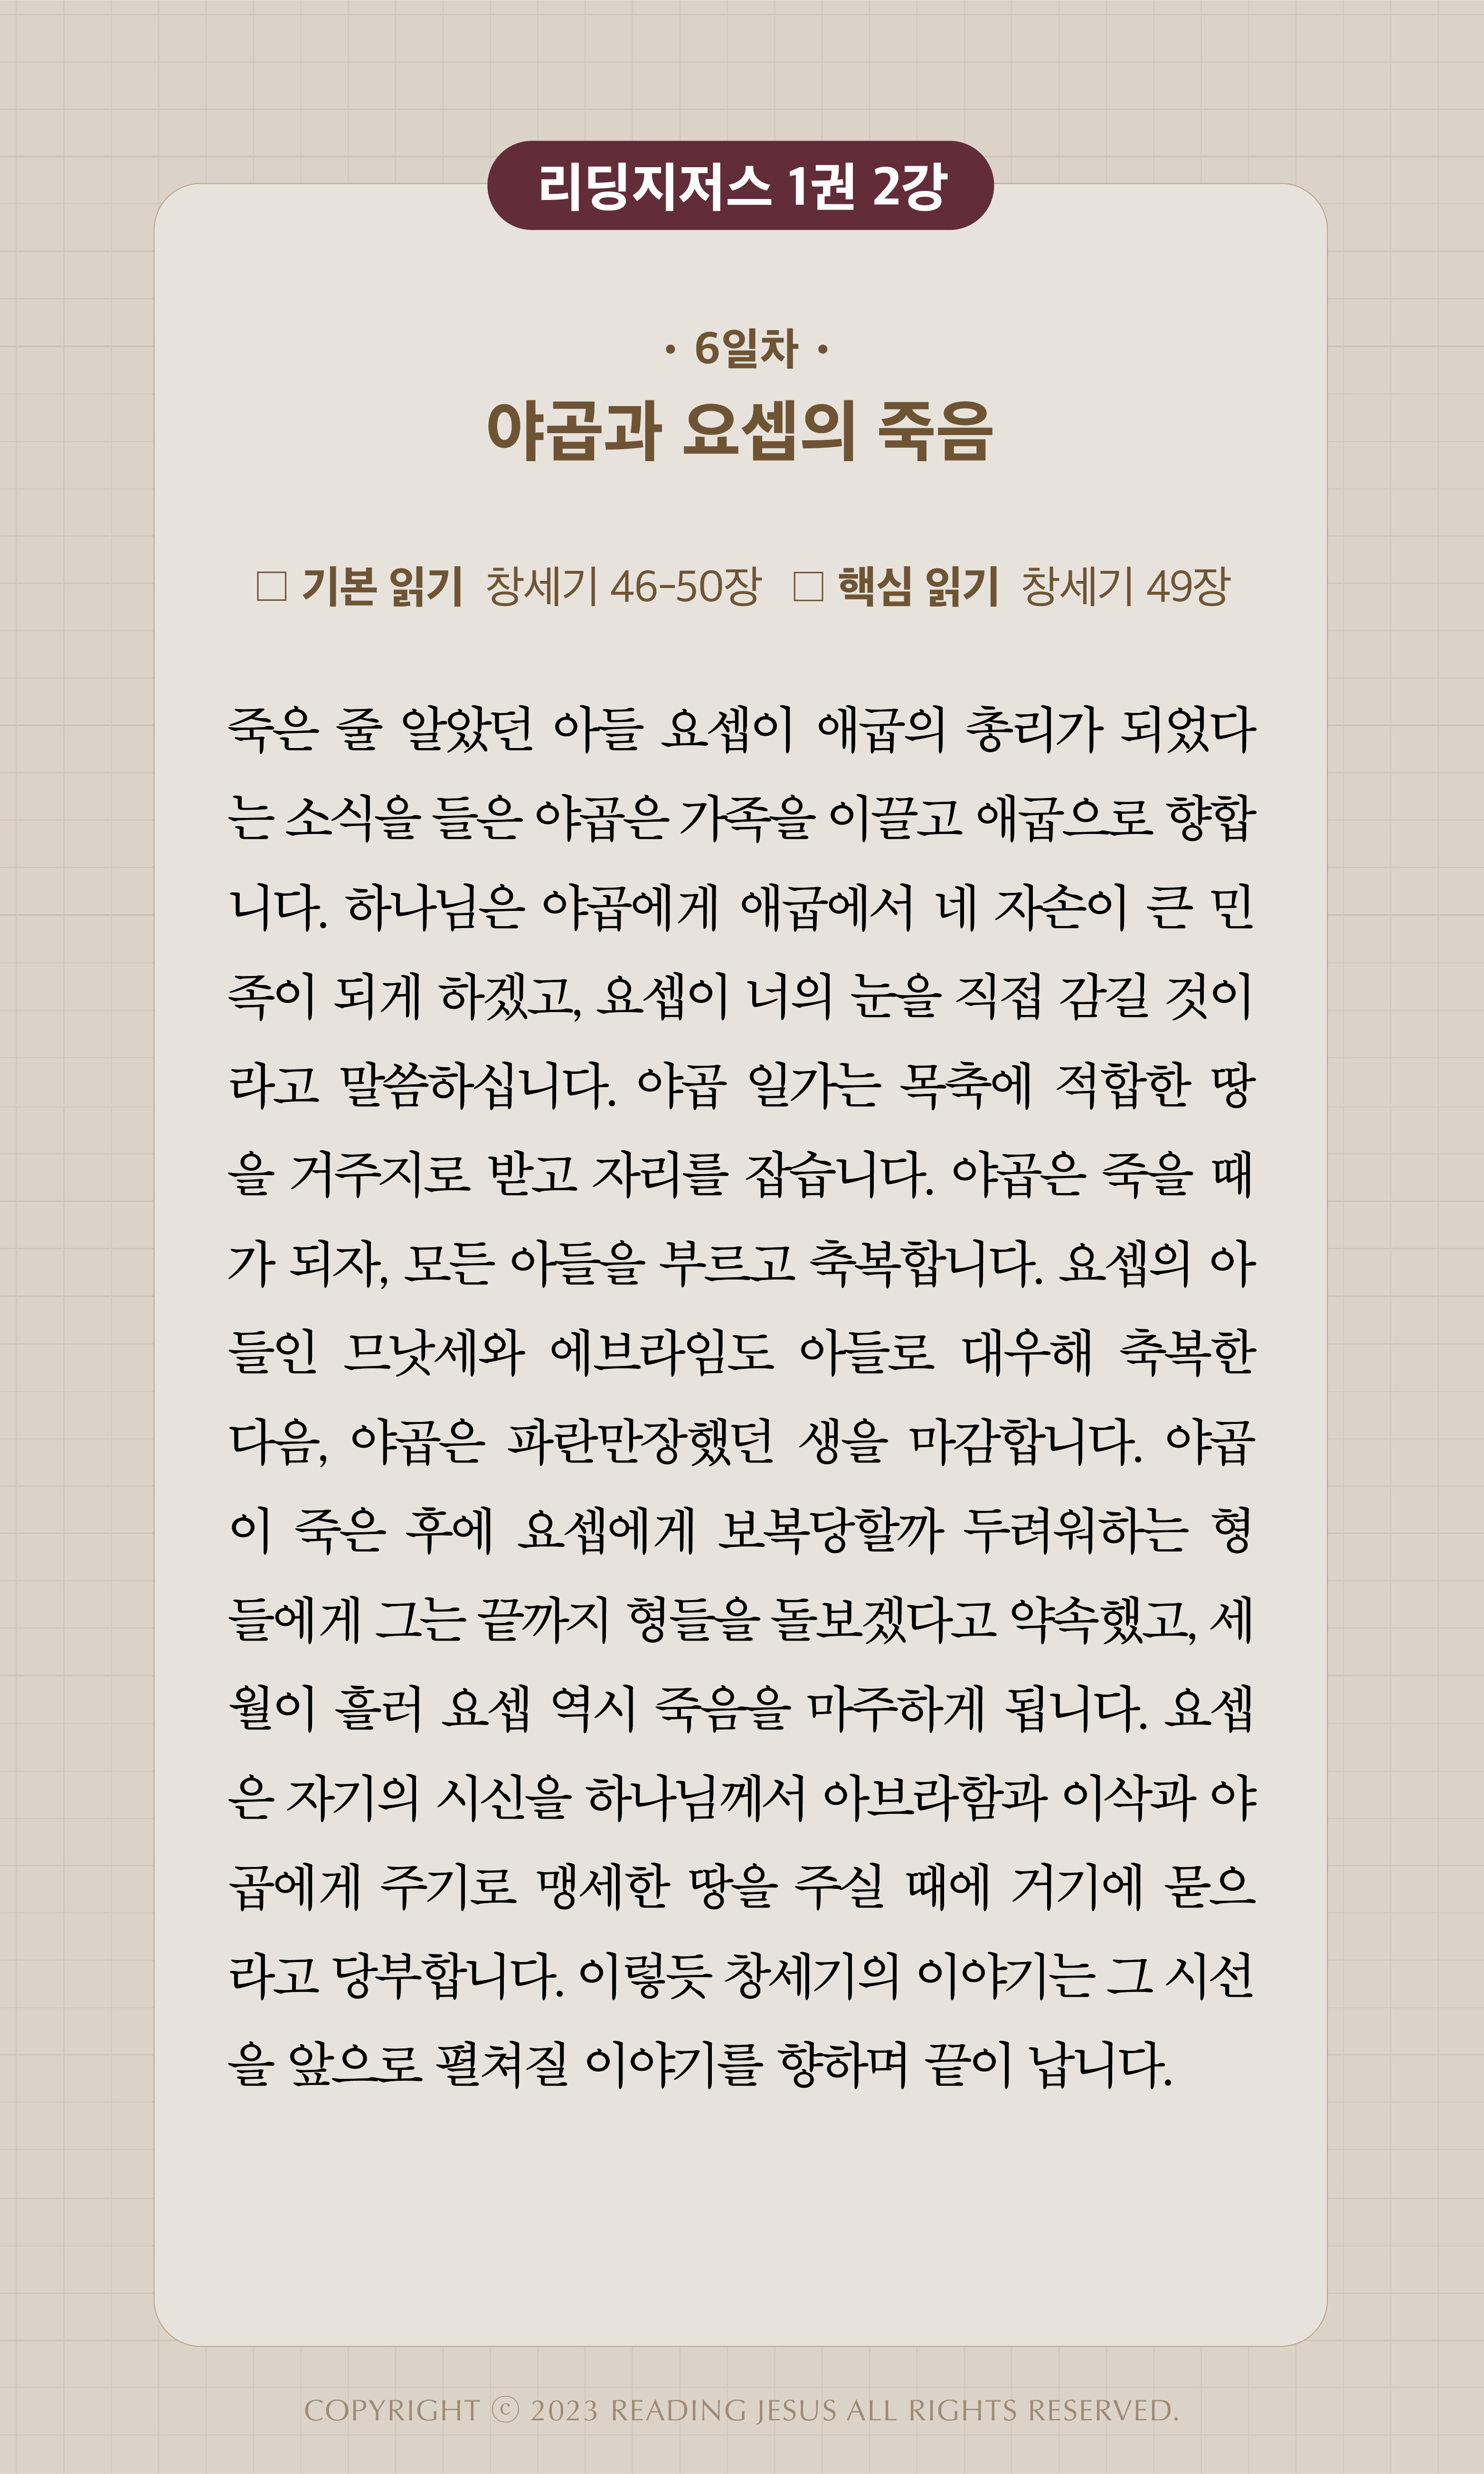 리딩지저스 1권 2강
· 6일차 ·
야곱과 요셉의 죽음
□ 기본 읽기 창세기 46-50장 □ 핵심 읽기 창세기 49장
죽은 줄 알았던 아들 요셉이 애굽의 총리가 되었다
는 소식을 들은 야곱은 가족을 이끌고 애굽으로 향합
니다. 하나님은 야곱에게 애굽에서 네 자손이 큰 민
족이 되게 하겠고, 요셉이 너의 눈을 직접 감길 것이
라고 말씀하십니다. 야곱 일가는 목축에 적합한 땅
을 거주지로 받고 자리를 잡습니다. 야곱은 죽을 때
가 되자, 모든 아들을 부르고 축복합니다. 요셉의 아
들인 므낫세와 에브라임도 아들로 대우해 축복한
다음, 야곱은 파란만장했던 생을 마감합니다. 야곱
이 죽은 후에 요셉에게 보복당할까 두려워하는 형
들에게 그는 끝까지 형들을 돌보겠다고 약속했고, 세
월이 흘러 요셉 역시 죽음을 마주하게 됩니다. 요셉
은 자기의 시신을 하나님께서 아브라함과 이삭과 야
곱에게 주기로 맹세한 땅을 주실 때에 거기에 묻으
라고 당부합니다. 이렇듯 창세기의 이야기는 그 시선
을 앞으로 펼쳐질 이야기를 향하며 끝이 납니다.
COPYRIGHT ⓒ 2023 READING JESUS ALL RIGHTS RESERVED.